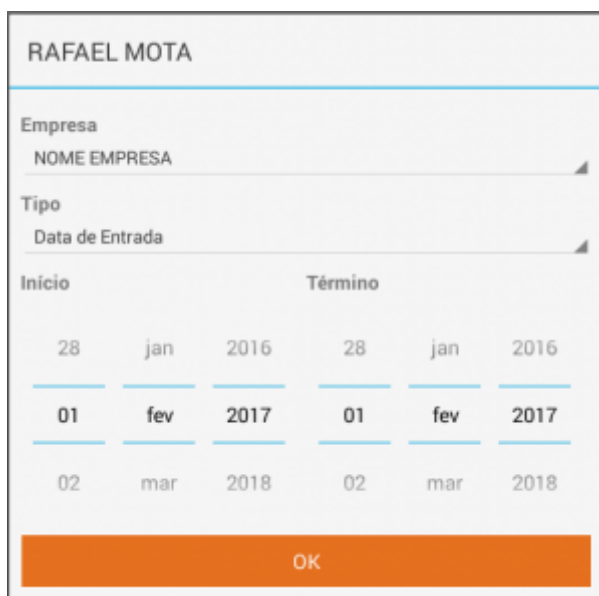 RAFAEL MOTA
Empresa
NOME EMPRESA
Tipo
Data de Entrada
Início Término
28 jan 2016 28 jan 2016
01 fev 2017 01 fev 2017
02 mar 2018 02 mar 2018
OK